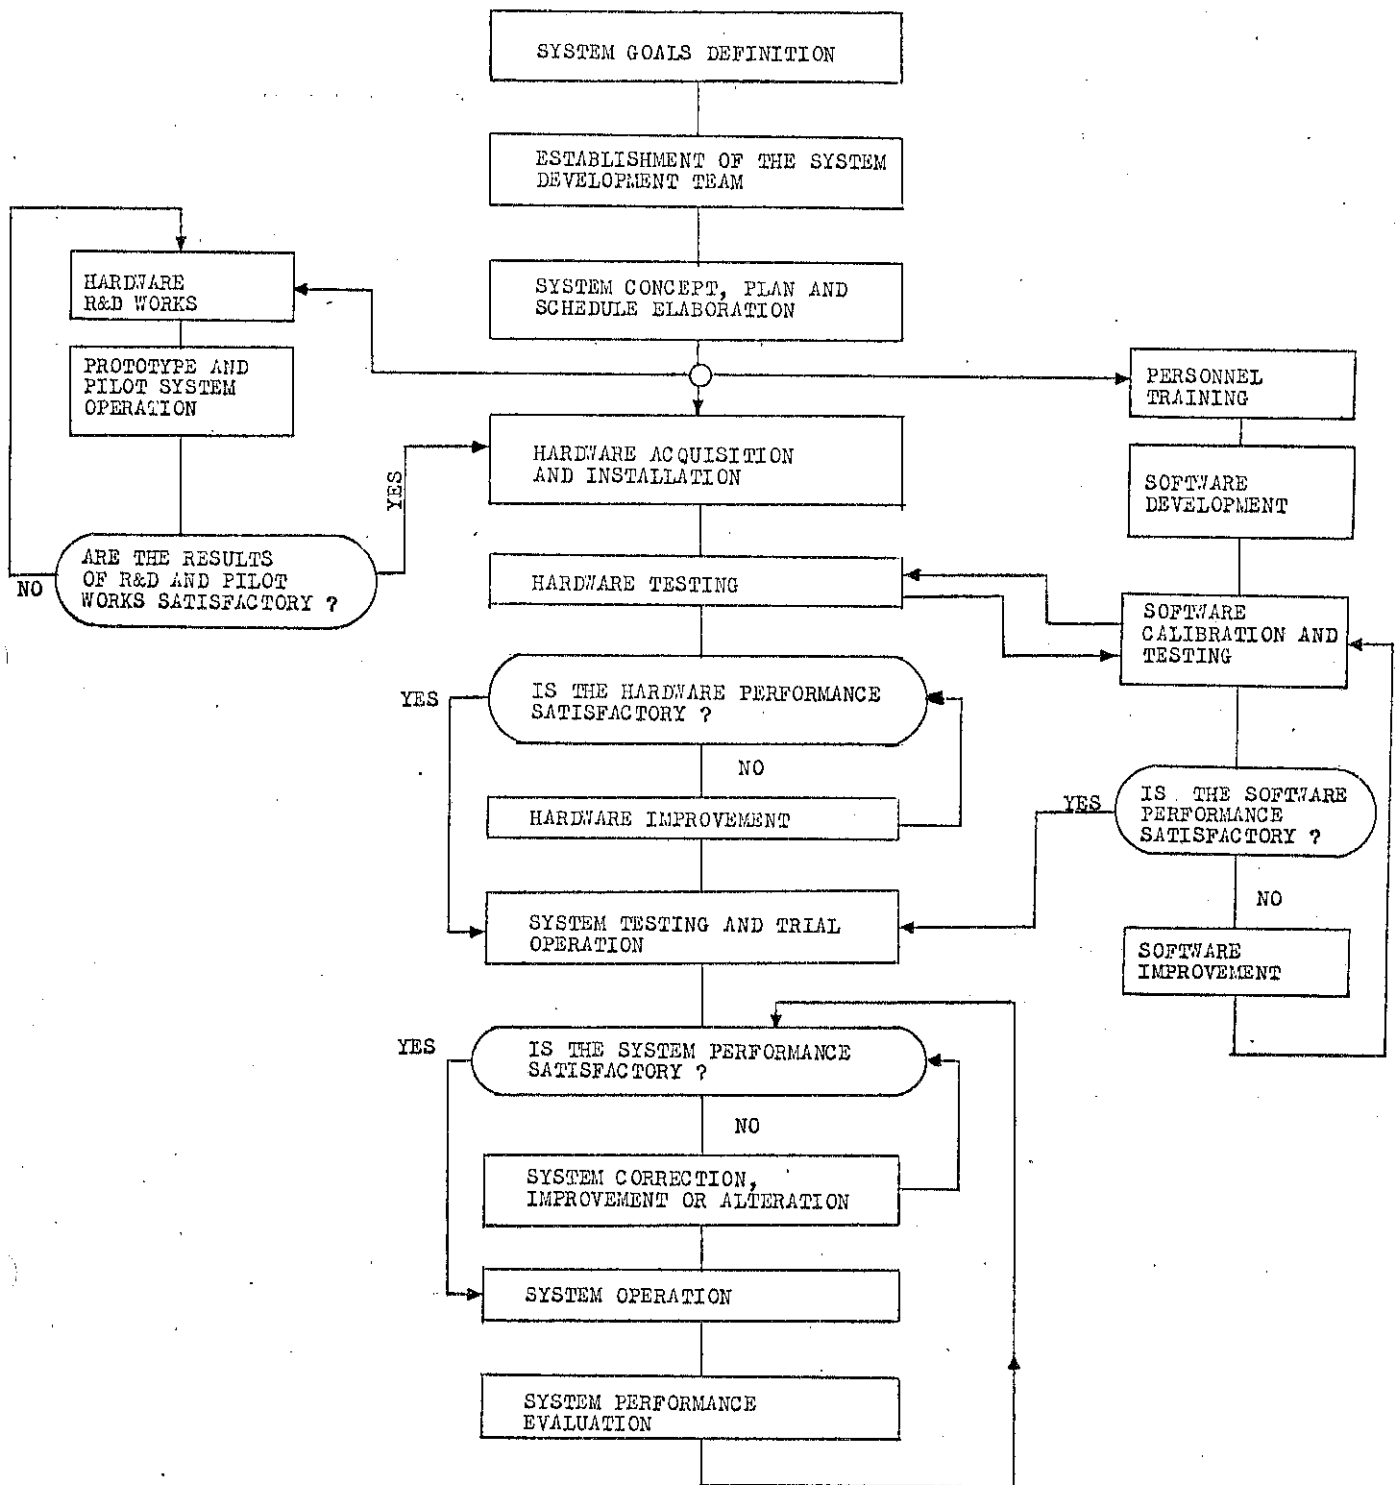 SYSTEM GOALS DEFINITION
ESTABLISHMENT OF THE SYSTEM
DEVELOPMENT TEAM
SYSTEM CONCEPT, PLAN AND
SCHEDULE ELABORATION
HARDWARE
R&D WORKS
PROTOTYPE AND
PILOT SYSTEM
OPERATION
ARE THE RESULTS
OF R&D AND PILOT
WORKS SATISFACTORY ?
NO
YES
HARDWARE ACQUISITION
AND INSTALLATION
HARDWARE TESTING
PERSONNEL
TRAINING
SOFTWARE
DEVELOPMENT
SOFTWARE
CALIBRATION AND
TESTING
YES
IS THE HARDWARE PERFORMANCE
SATISFACTORY ?
NO
HARDWARE IMPROVEMENT
YES
IS THE SOFTWARE
PERFORMANCE
SATISFACTORY ?
NO
SOFTWARE
IMPROVEMENT
SYSTEM TESTING AND TRIAL
OPERATION
YES
IS THE SYSTEM PERFORMANCE
SATISFACTORY ?
NO
SYSTEM CORRECTION,
IMPROVEMENT OR ALTERATION
SYSTEM OPERATION
SYSTEM PERFORMANCE
EVALUATION